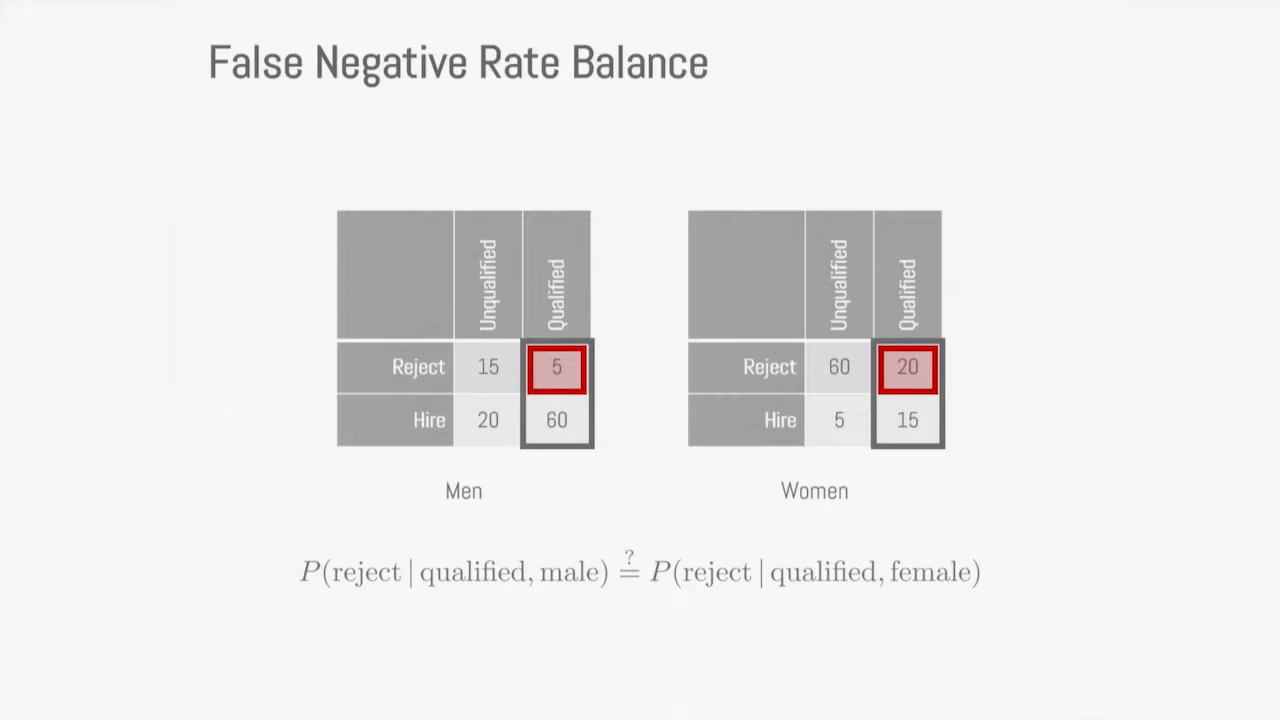 False Negative Rate Balance
Unqualified Qualified
Reject 15 5
Hire 20 60
Men
Unqualified Qualified
Reject 60 20
Hire 5 15
Women
P(reject | qualified, male) ≟ P(reject | qualified, female)